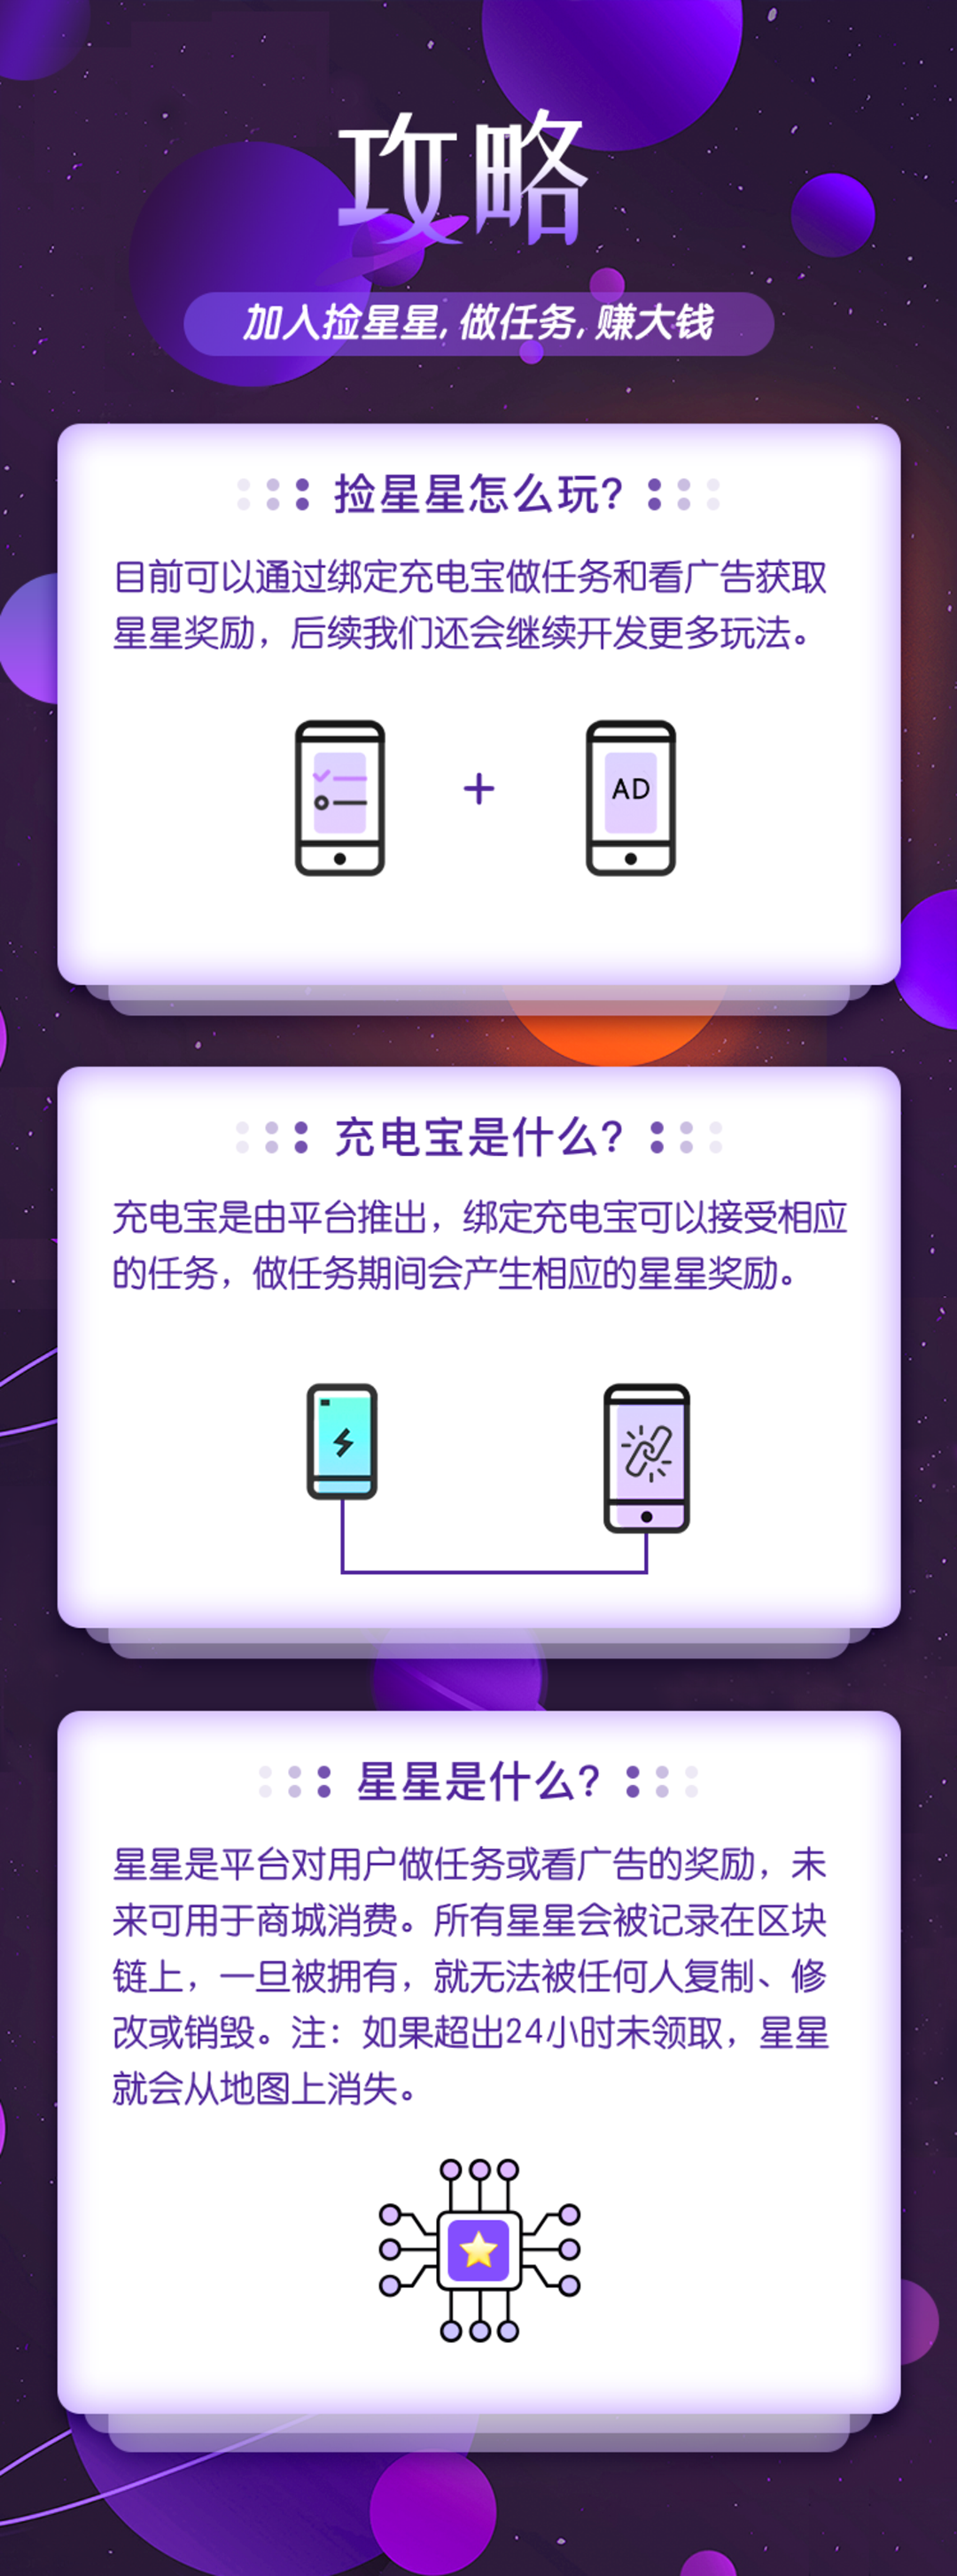 攻略
加入捡星星,做任务,赚大钱
捡星星怎么玩?
目前可以通过绑定充电宝做任务和看广告获取
星星奖励，后续我们还会继续开发更多玩法。
AD
充电宝是什么?
充电宝是由平台推出，绑定充电宝可以接受相应
的任务，做任务期间会产生相应的星星奖励。
星星是什么?
星星是平台对用户做任务或看广告的奖励，未
来可用于商城消费。所有星星会被记录在区块
链上，一旦被拥有，就无法被任何人复制、修
改或销毁。注：如果超出24小时未领取，星星
就会从地图上消失。